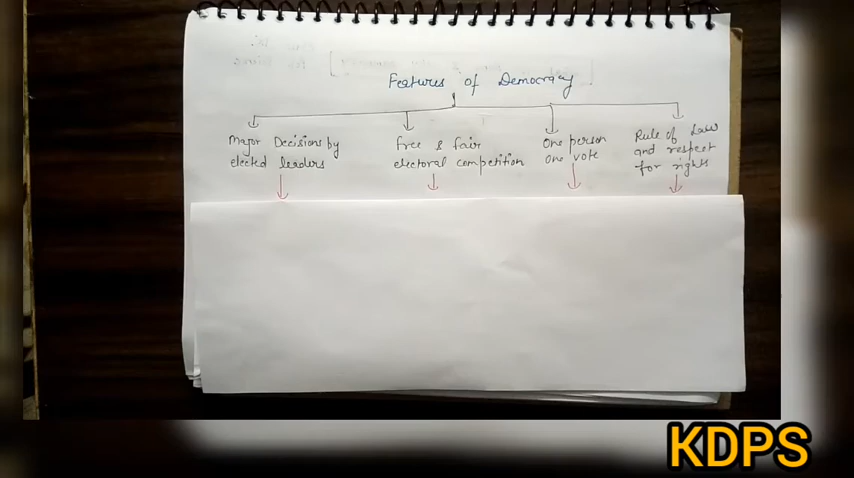 Features of Democracy
Major Decisions by
elected leaders
Free & fair
electoral competition
One person
one vote
Rule of Law
and respect
for rights
KDPS